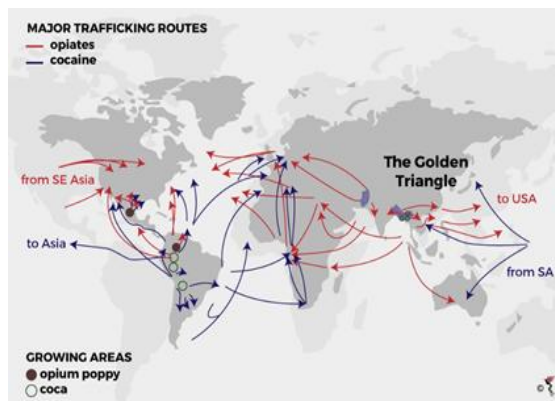 MAJOR TRAFFICKING ROUTES
opiates
cocaine
The Golden
Triangle
from SE Asia
to USA
to Asia
from SA
GROWING AREAS
opium poppy
coca
©